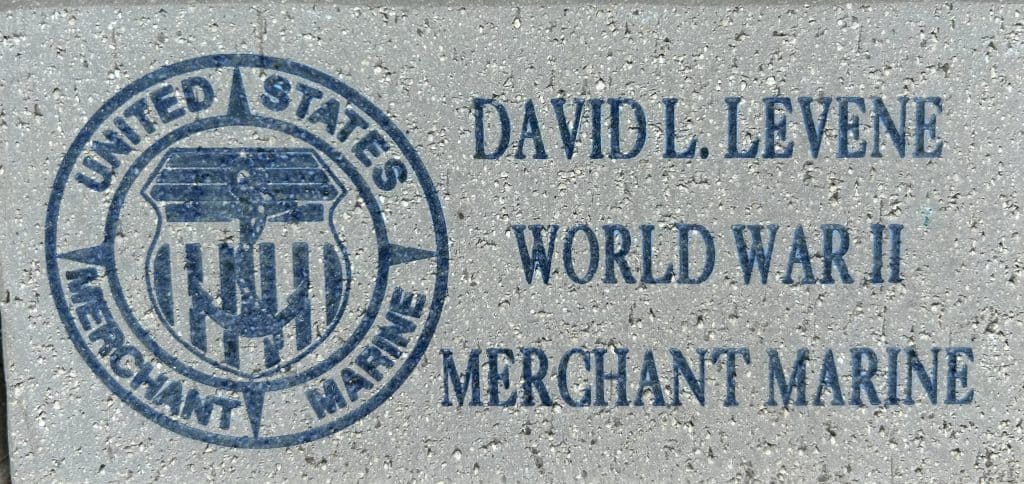 UNITED STATES
MERCHANT MARINE
DAVID L. LEVENE
WORLD WAR II
MERCHANT MARINE